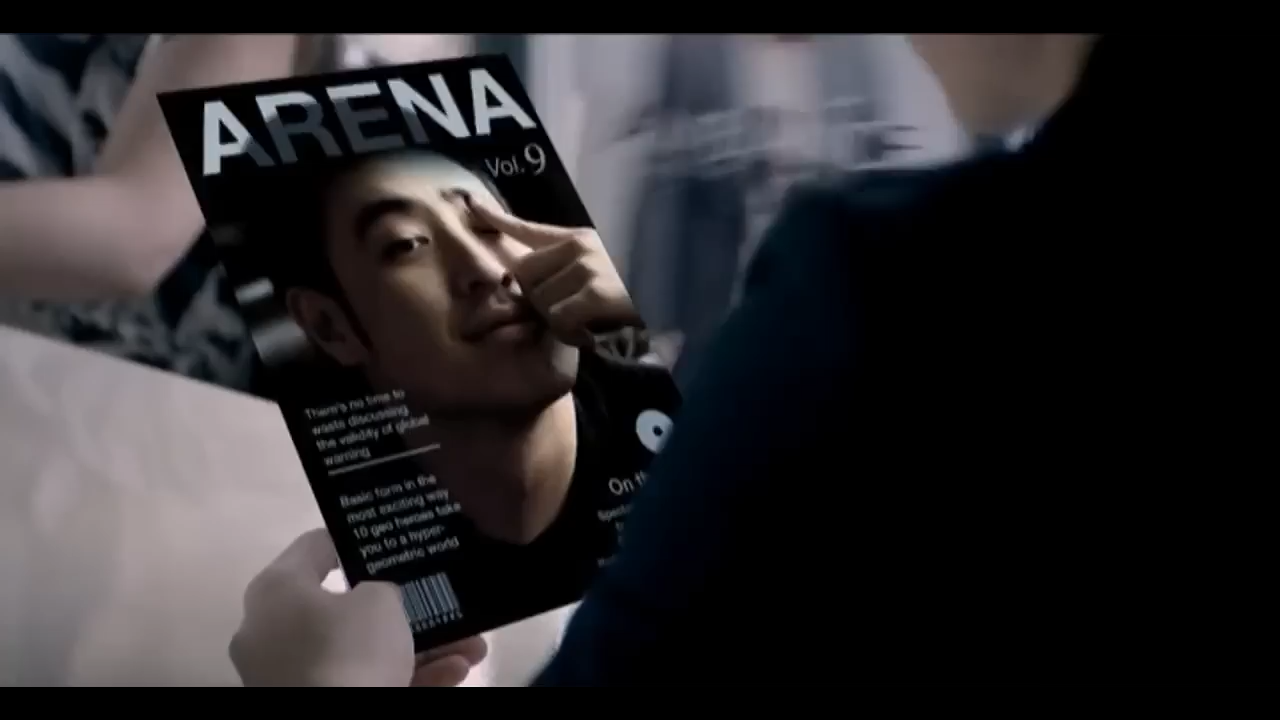 ARENA
Vol.9
There's no time to
waste discussing
the validity of global
warning
Basic form in the
most exciting way
10 geo heroes take
you to a hyper-
geometric world
On